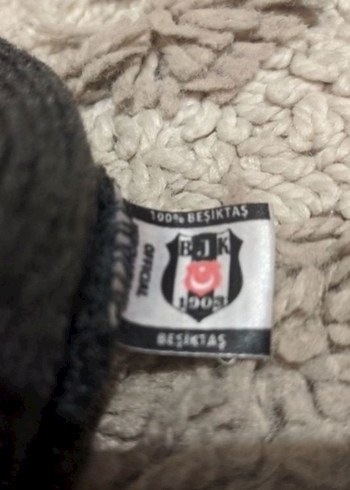 100% BEŞİKTAŞ
OFFICIAL
BJK
1903
BEŞİKTAŞ